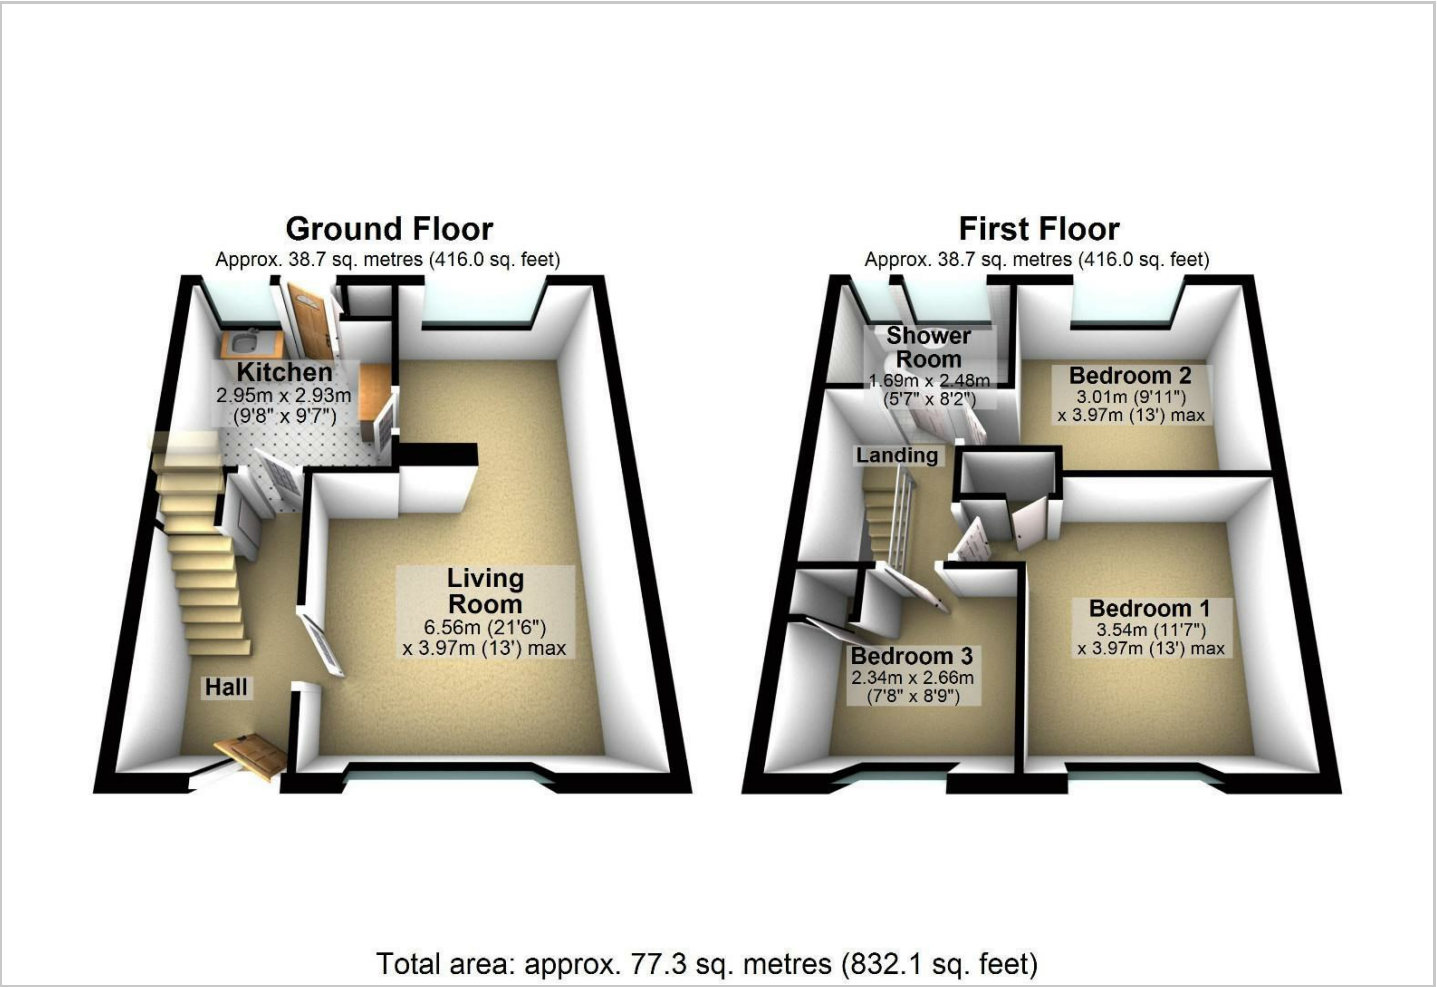 Ground Floor
Approx. 38.7 sq. metres (416.0 sq. feet)
Kitchen
2.95m x 2.93m
(9'8" x 9'7")
Living
Room
6.56m (21'6")
x 3.97m (13') max
Hall
First Floor
Approx. 38.7 sq. metres (416.0 sq. feet)
Shower
Room
1.69m x 2.48m
(5'7" x 8'2")
Bedroom 2
3.01m (9'11")
x 3.97m (13') max
Landing
Bedroom 1
3.54m (11'7")
x 3.97m (13') max
Bedroom 3
2.34m x 2.66m
(7'8" x 8'9")
Total area: approx. 77.3 sq. metres (832.1 sq. feet)